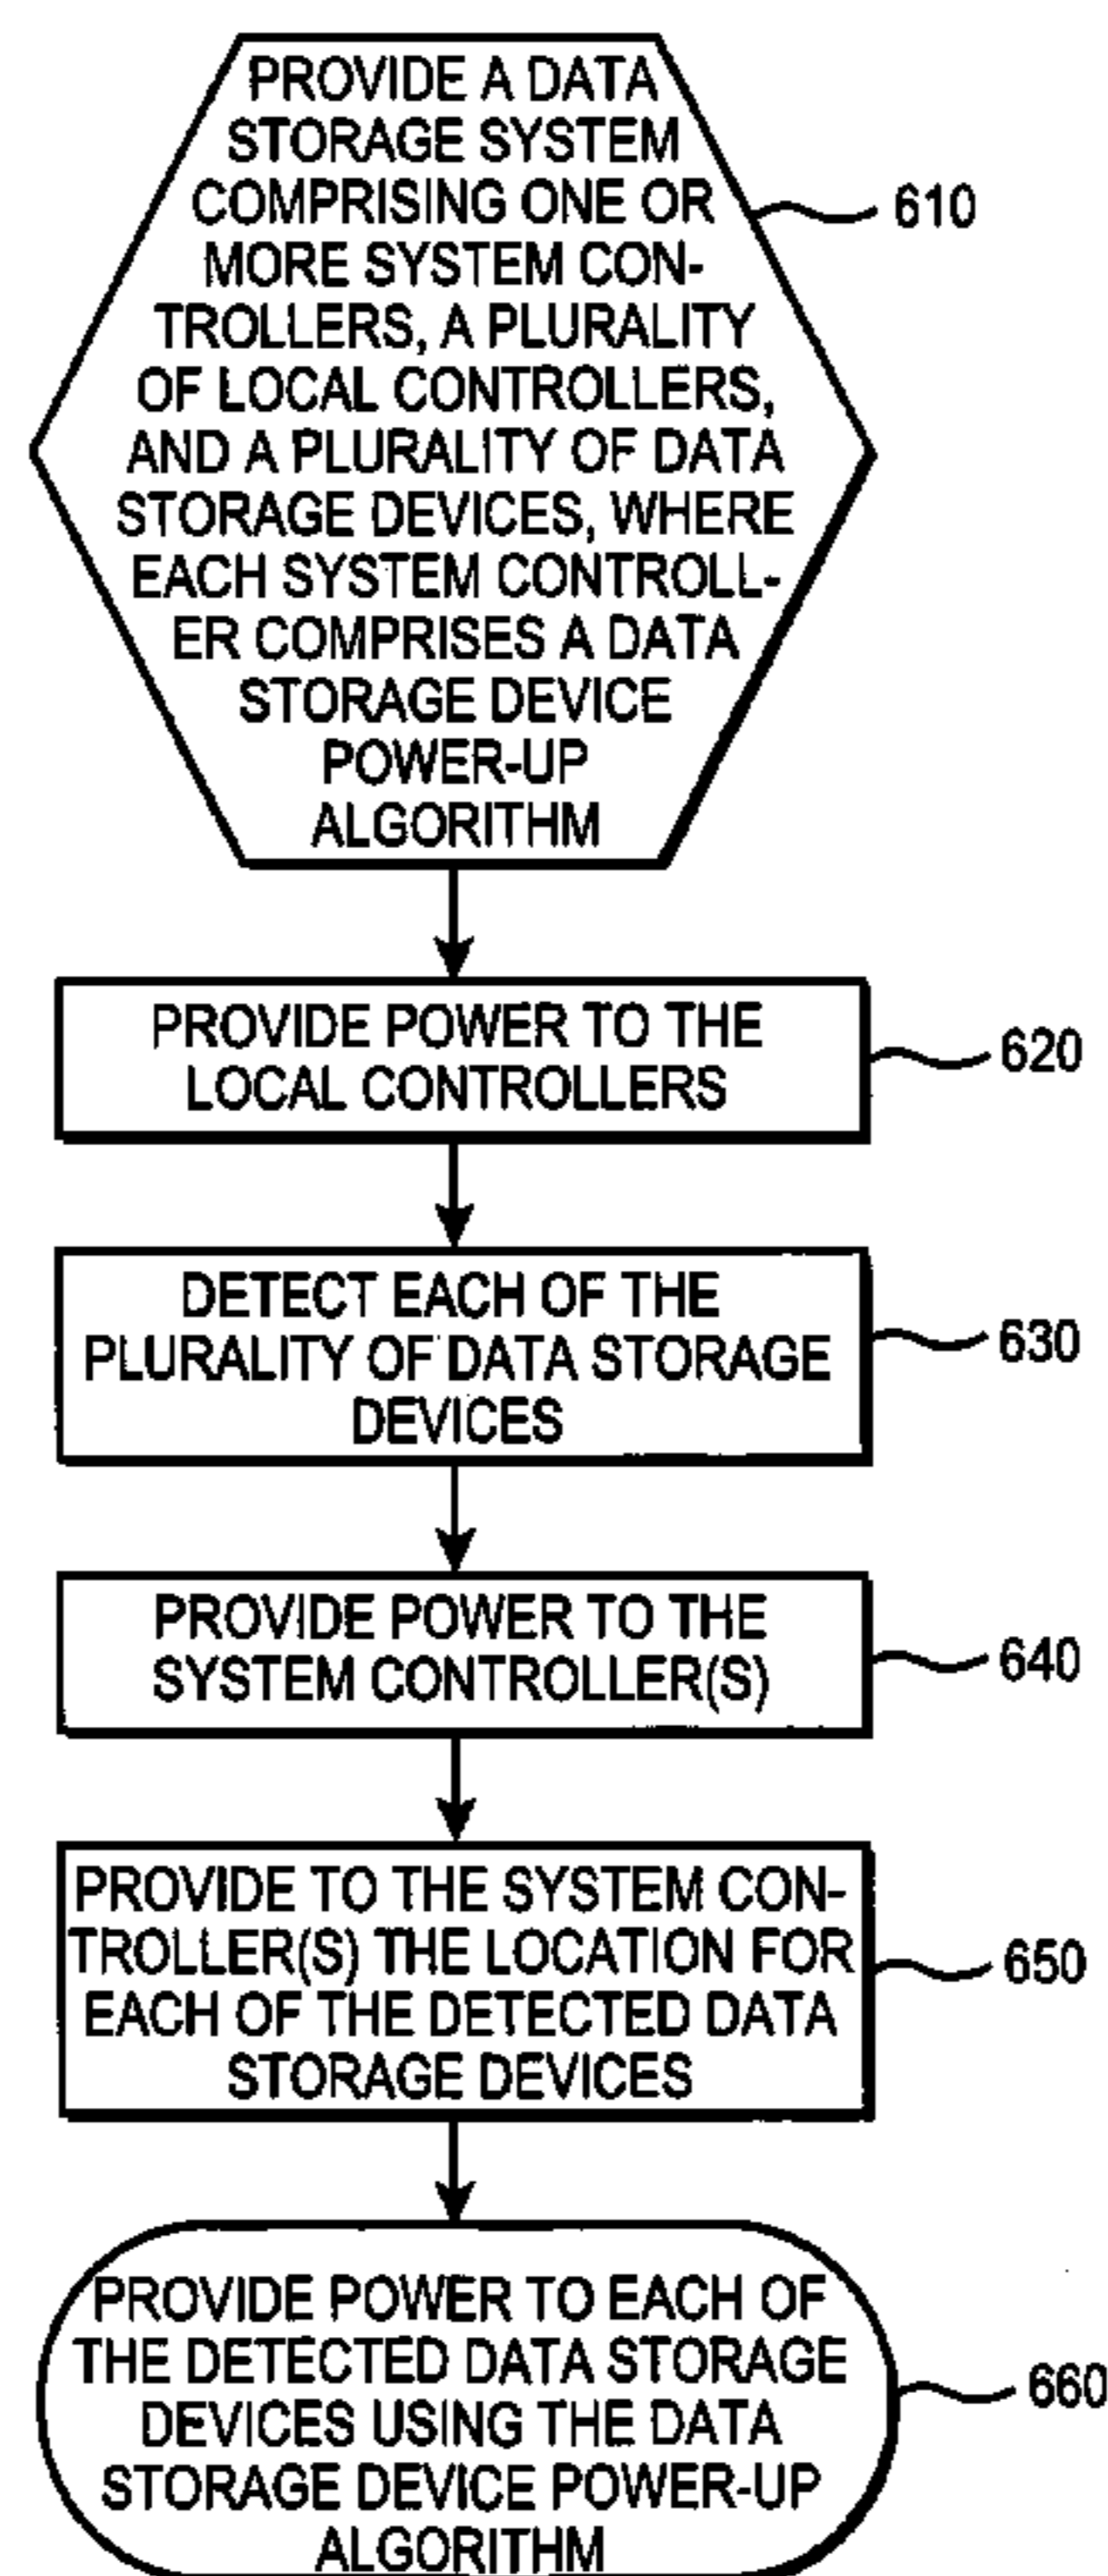 PROVIDE A DATA
STORAGE SYSTEM
COMPRISING ONE OR
MORE SYSTEM CON-
TROLLERS, A PLURALITY
OF LOCAL CONTROLLERS,
AND A PLURALITY OF DATA
STORAGE DEVICES, WHERE
EACH SYSTEM CONTROLL-
ER COMPRISES A DATA
STORAGE DEVICE
POWER-UP
ALGORITHM
610
PROVIDE POWER TO THE
LOCAL CONTROLLERS
620
DETECT EACH OF THE
PLURALITY OF DATA STORAGE
DEVICES
630
PROVIDE POWER TO THE
SYSTEM CONTROLLER(S)
640
PROVIDE TO THE SYSTEM CON-
TROLLER(S) THE LOCATION FOR
EACH OF THE DETECTED DATA
STORAGE DEVICES
650
PROVIDE POWER TO EACH OF
THE DETECTED DATA STORAGE
DEVICES USING THE DATA
STORAGE DEVICE POWER-UP
ALGORITHM
660